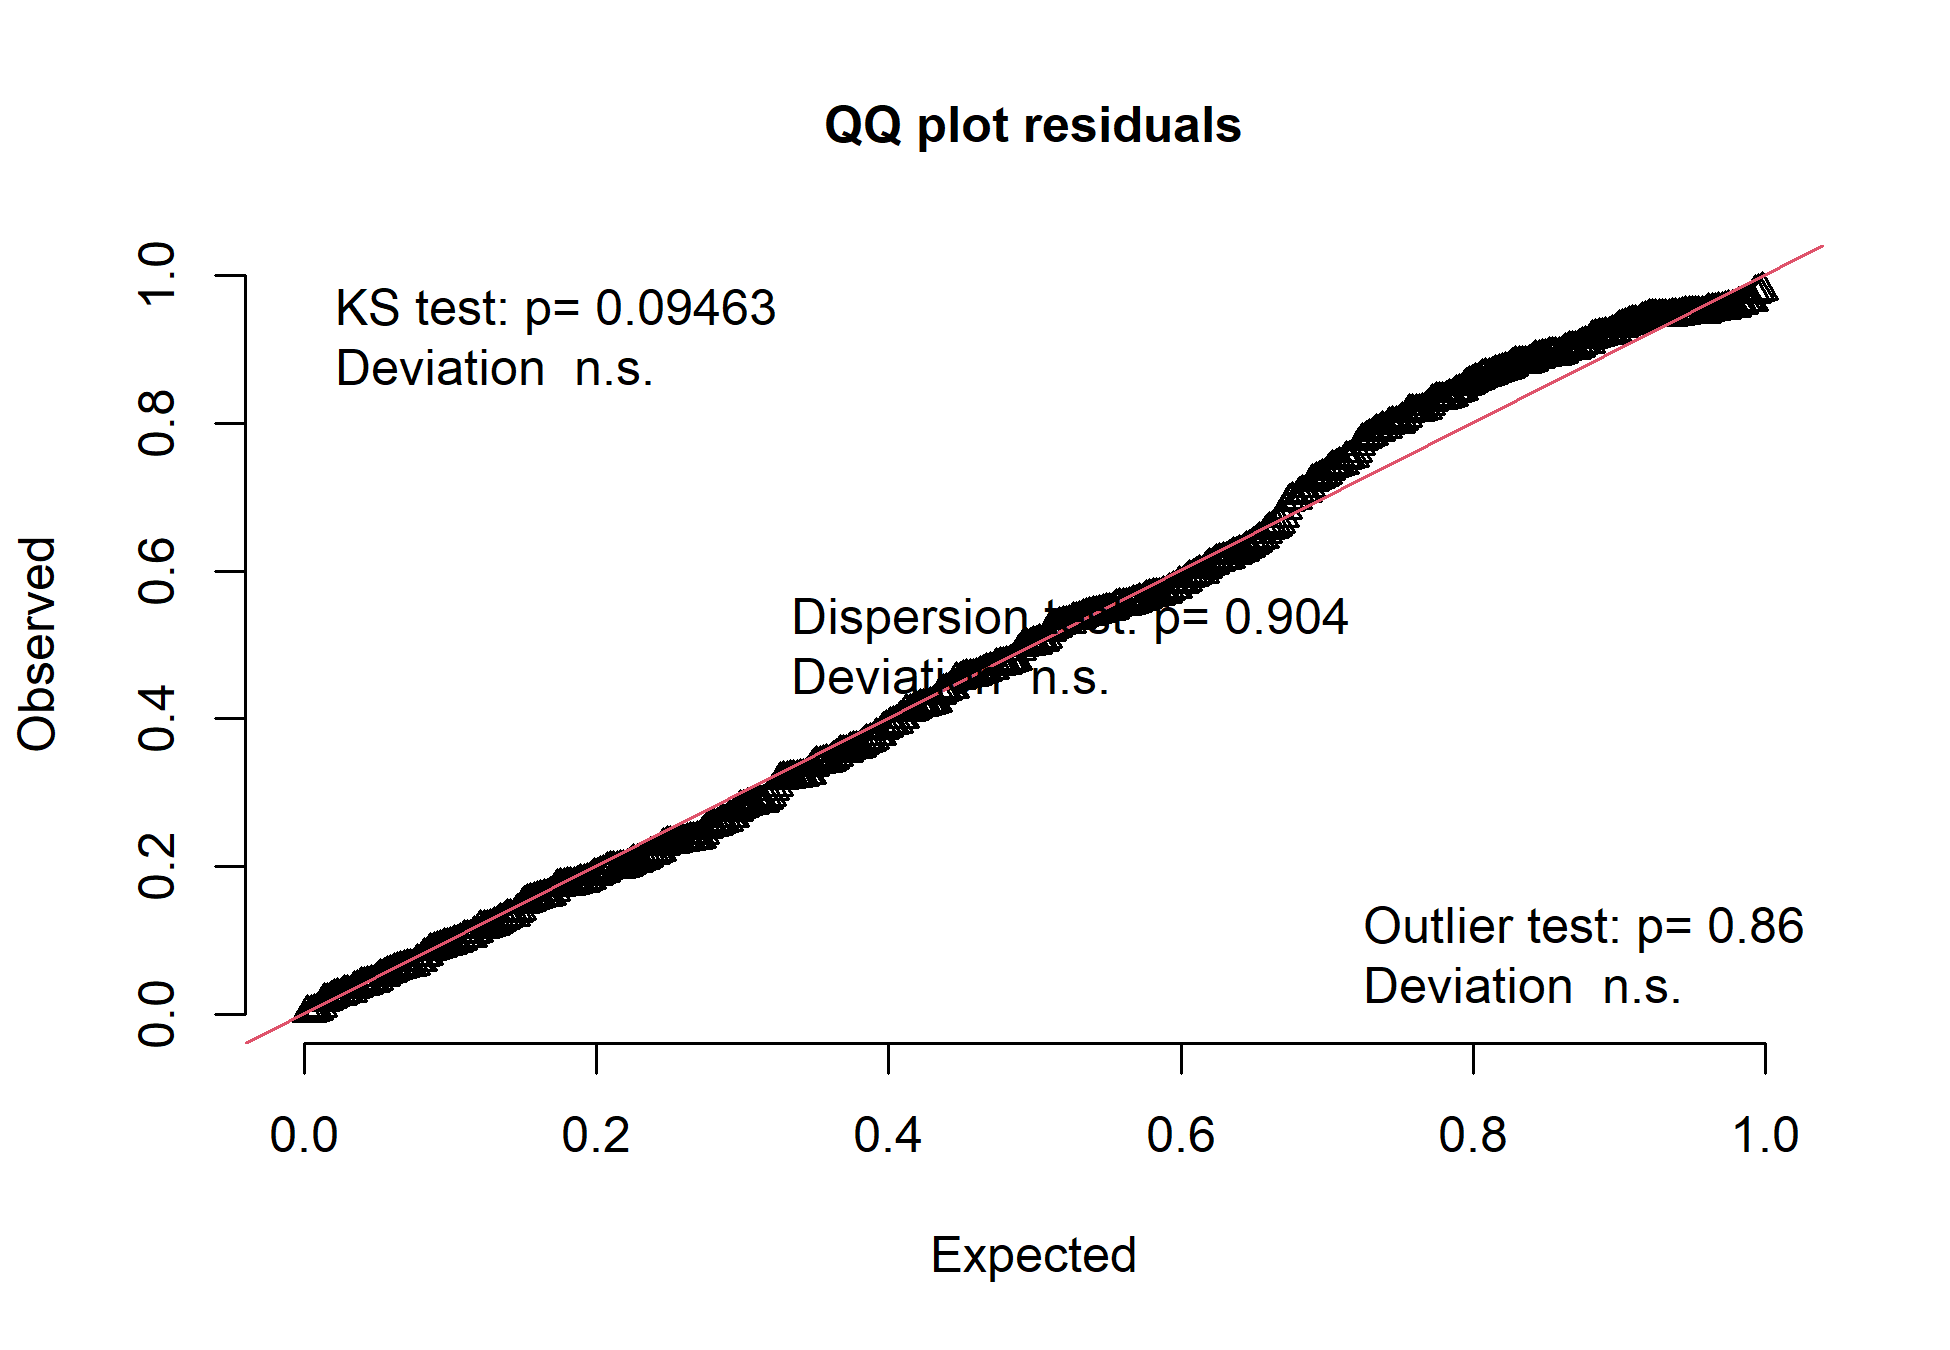 QQ plot residuals
KS test: p= 0.09463
Deviation  n.s.
Dispersion test: p= 0.904
Deviation  n.s.
Outlier test: p= 0.86
Deviation  n.s.
Observed
1.0
0.8
0.6
0.4
0.2
0.0
0.0 0.2 0.4 0.6 0.8 1.0
Expected